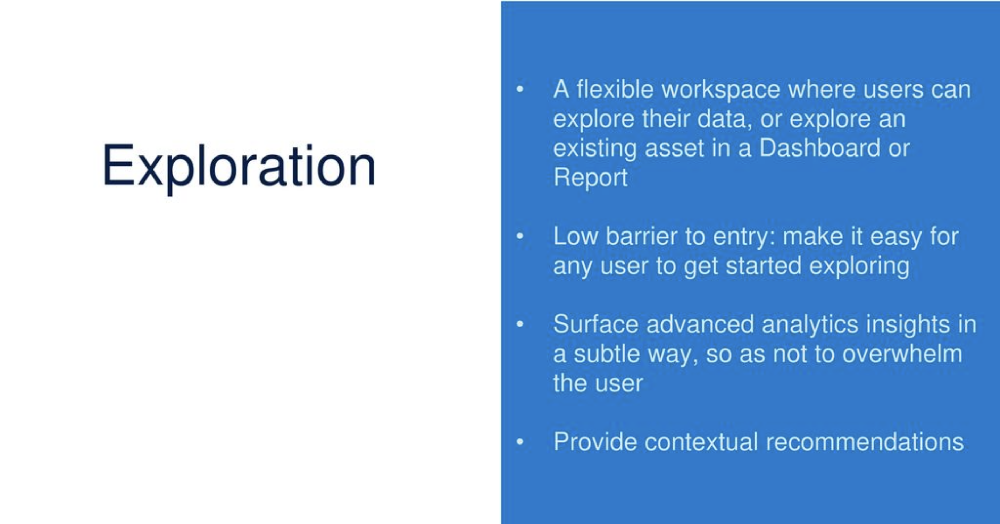 Exploration
• A flexible workspace where users can
explore their data, or explore an
existing asset in a Dashboard or
Report
• Low barrier to entry: make it easy for
any user to get started exploring
• Surface advanced analytics insights in
a subtle way, so as not to overwhelm
the user
• Provide contextual recommendations